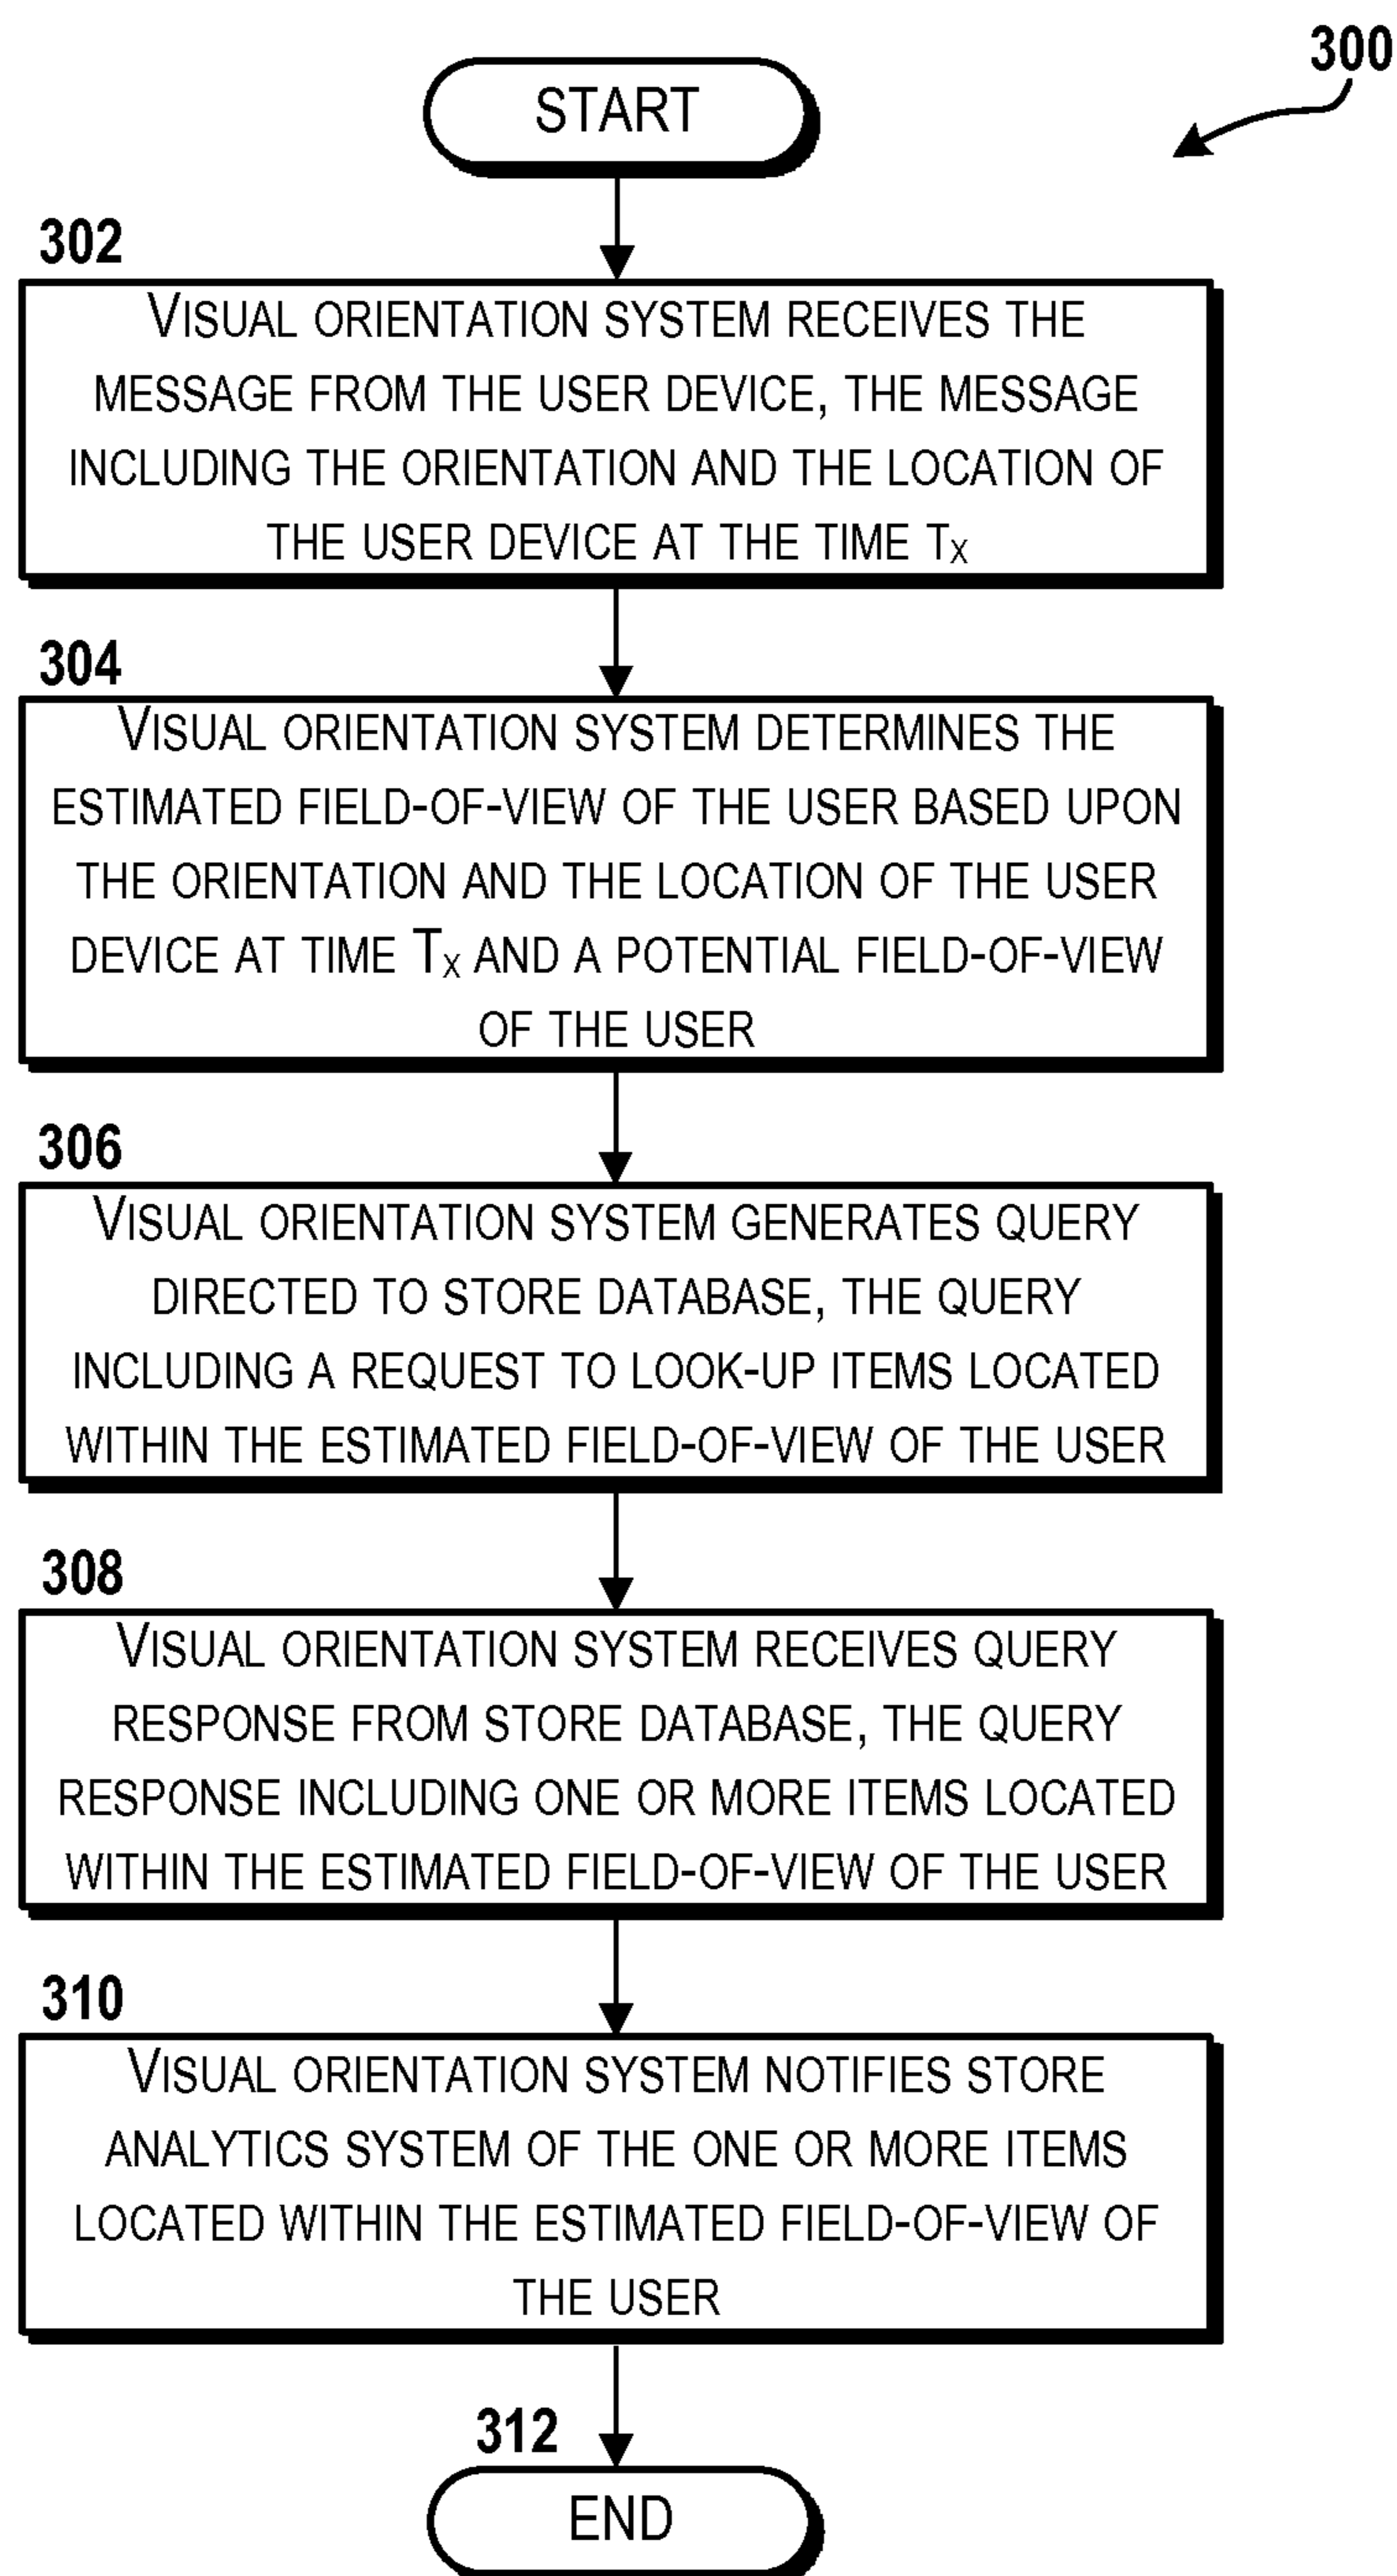 300
START
302
VISUAL ORIENTATION SYSTEM RECEIVES THE
MESSAGE FROM THE USER DEVICE, THE MESSAGE
INCLUDING THE ORIENTATION AND THE LOCATION OF
THE USER DEVICE AT THE TIME TX
304
VISUAL ORIENTATION SYSTEM DETERMINES THE
ESTIMATED FIELD-OF-VIEW OF THE USER BASED UPON
THE ORIENTATION AND THE LOCATION OF THE USER
DEVICE AT TIME TX AND A POTENTIAL FIELD-OF-VIEW
OF THE USER
306
VISUAL ORIENTATION SYSTEM GENERATES QUERY
DIRECTED TO STORE DATABASE, THE QUERY
INCLUDING A REQUEST TO LOOK-UP ITEMS LOCATED
WITHIN THE ESTIMATED FIELD-OF-VIEW OF THE USER
308
VISUAL ORIENTATION SYSTEM RECEIVES QUERY
RESPONSE FROM STORE DATABASE, THE QUERY
RESPONSE INCLUDING ONE OR MORE ITEMS LOCATED
WITHIN THE ESTIMATED FIELD-OF-VIEW OF THE USER
310
VISUAL ORIENTATION SYSTEM NOTIFIES STORE
ANALYTICS SYSTEM OF THE ONE OR MORE ITEMS
LOCATED WITHIN THE ESTIMATED FIELD-OF-VIEW OF
THE USER
312
END